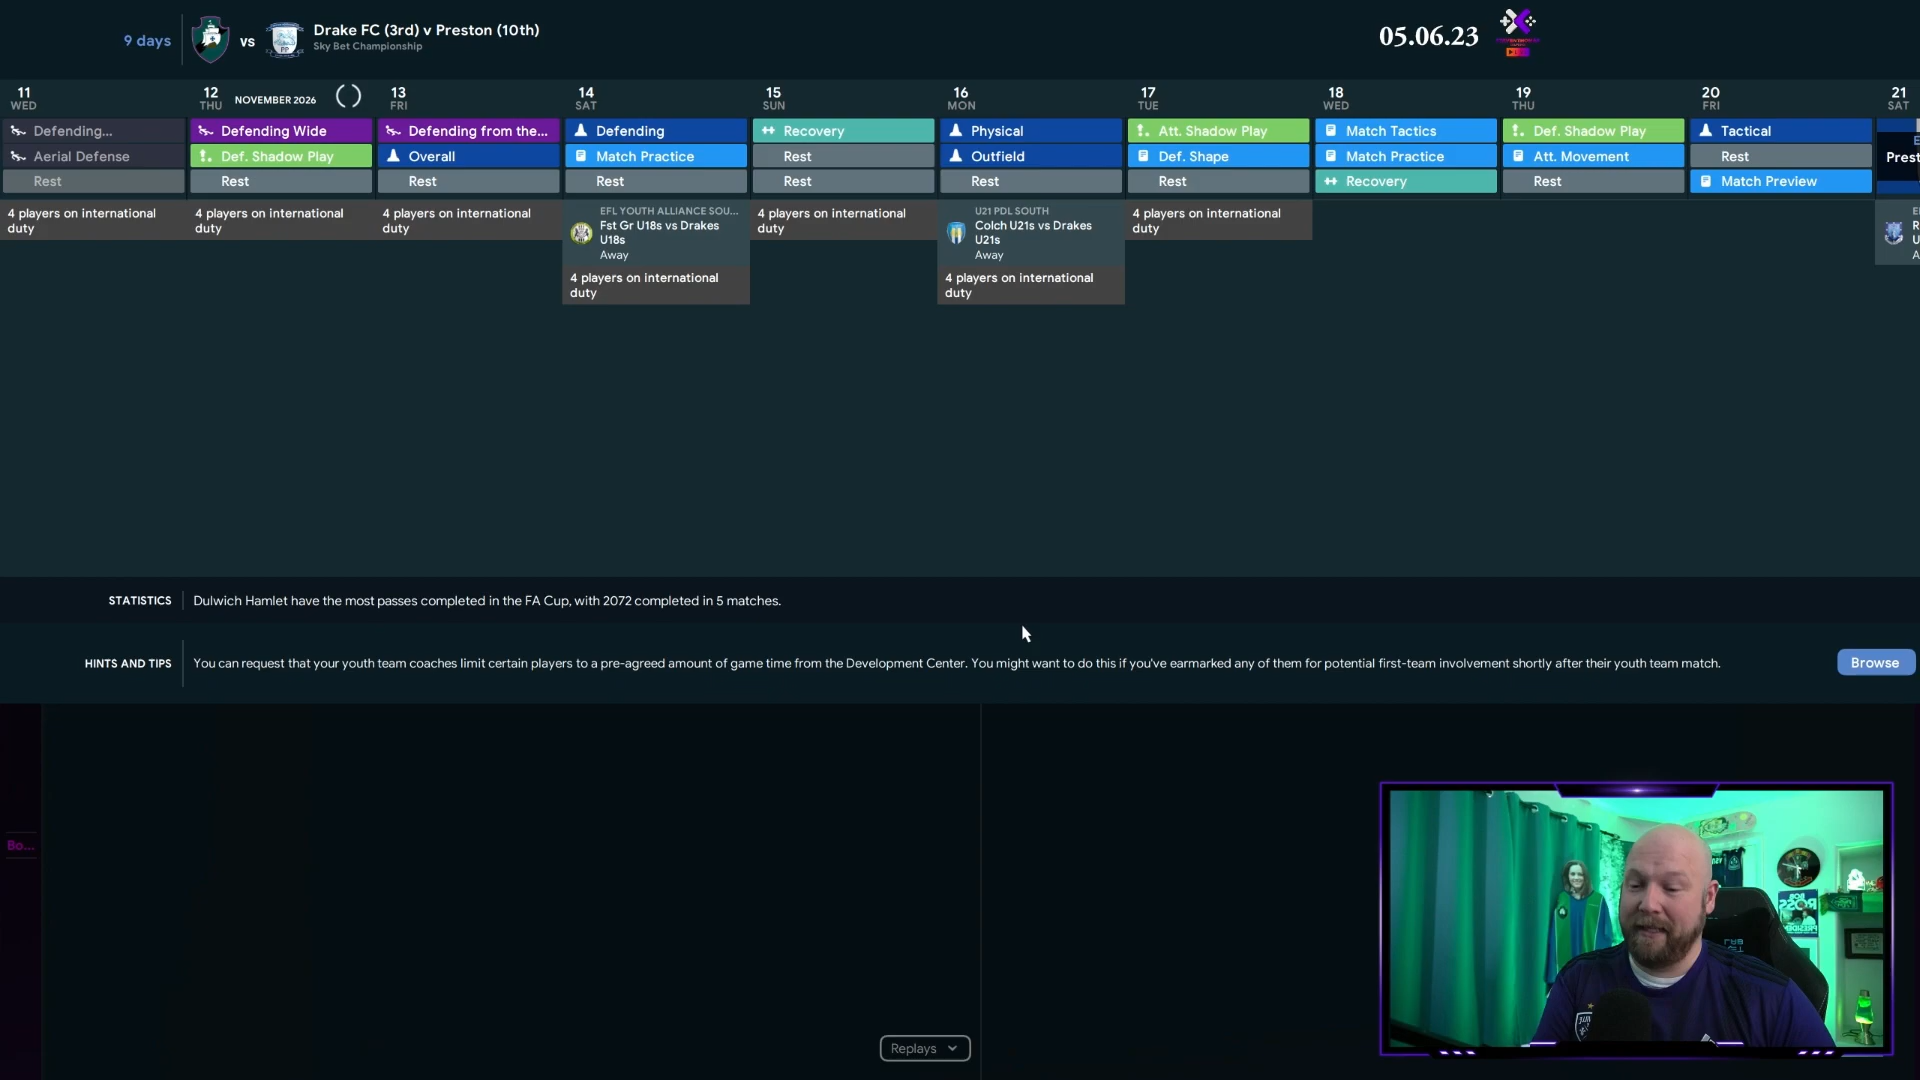 9 days
vs
Drake FC (3rd) v Preston (10th)
Sky Bet Championship
05.06.23
11
WED
12
THU
NOVEMBER 2026
13
FRI
14
SAT
15
SUN
16
MON
17
TUE
18
WED
19
THU
20
FRI
21
SAT
Defending...
Defending Wide
Defending from the...
Defending
Recovery
Physical
Att. Shadow Play
Match Tactics
Def. Shadow Play
Tactical
Aerial Defense
Def. Shadow Play
Overall
Match Practice
Rest
Outfield
Def. Shape
Match Practice
Att. Movement
Rest
Prest
Rest
Rest
Rest
Rest
Rest
Rest
Rest
Recovery
Rest
Match Preview
4 players on international
duty
4 players on international
duty
4 players on international
duty
EFL YOUTH ALLIANCE SOU...
Fst Gr U18s vs Drakes
U18s
Away
4 players on international
duty
4 players on international
duty
U21 PDL SOUTH
Colch U21s vs Drakes
U21s
Away
4 players on international
duty
4 players on international
duty
STATISTICS
Dulwich Hamlet have the most passes completed in the FA Cup, with 2072 completed in 5 matches.
HINTS AND TIPS
You can request that your youth team coaches limit certain players to a pre-agreed amount of game time from the Development Center. You might want to do this if you've earmarked any of them for potential first-team involvement shortly after their youth team match.
Browse
Bo...
Replays